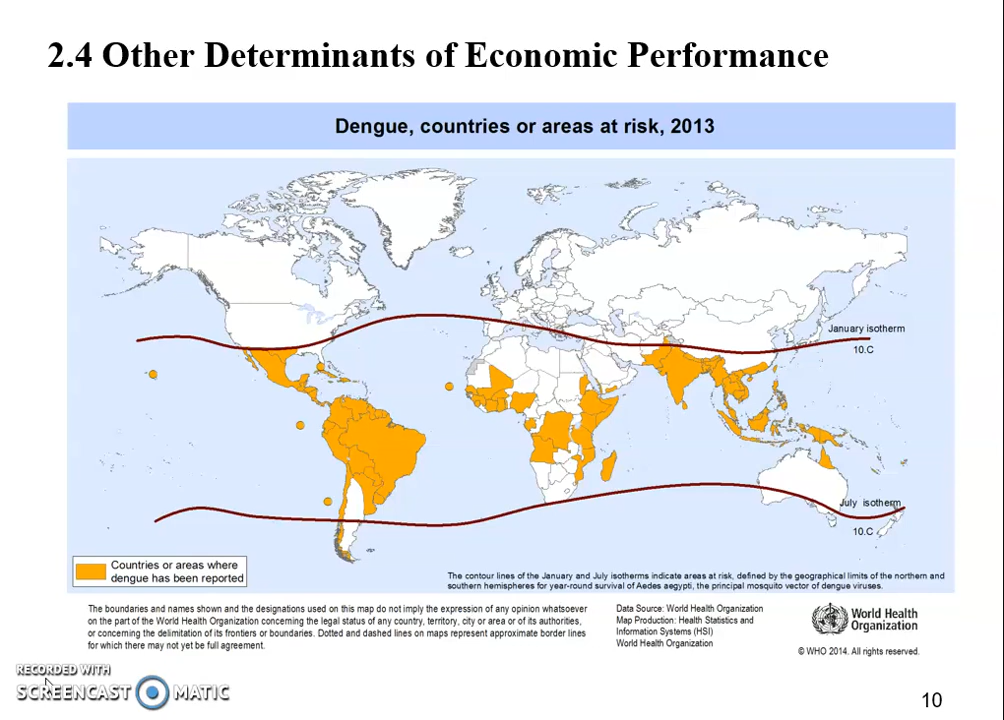 2.4 Other Determinants of Economic Performance
Dengue, countries or areas at risk, 2013
January isotherm
10.C
July isotherm
10.C
Countries or areas where
dengue has been reported
The contour lines of the January and July isotherms indicate areas at risk, defined by the geographical limits of the northern and
southern hemispheres for year-round survival of Aedes aegypti, the principal mosquito vector of dengue viruses.
The boundaries and names shown and the designations used on this map do not imply the expression of any opinion whatsoever
on the part of the World Health Organization concerning the legal status of any country, territory, city or area or of its authorities,
or concerning the delimitation of its frontiers or boundaries. Dotted and dashed lines on maps represent approximate border lines
for which there may not yet be full agreement.
Data Source: World Health Organization
Map Production: Health Statistics and
Information Systems (HSI)
World Health Organization
World Health
Organization
© WHO 2014. All rights reserved.
RECORDED WITH
SCREENCAST MATIC
10